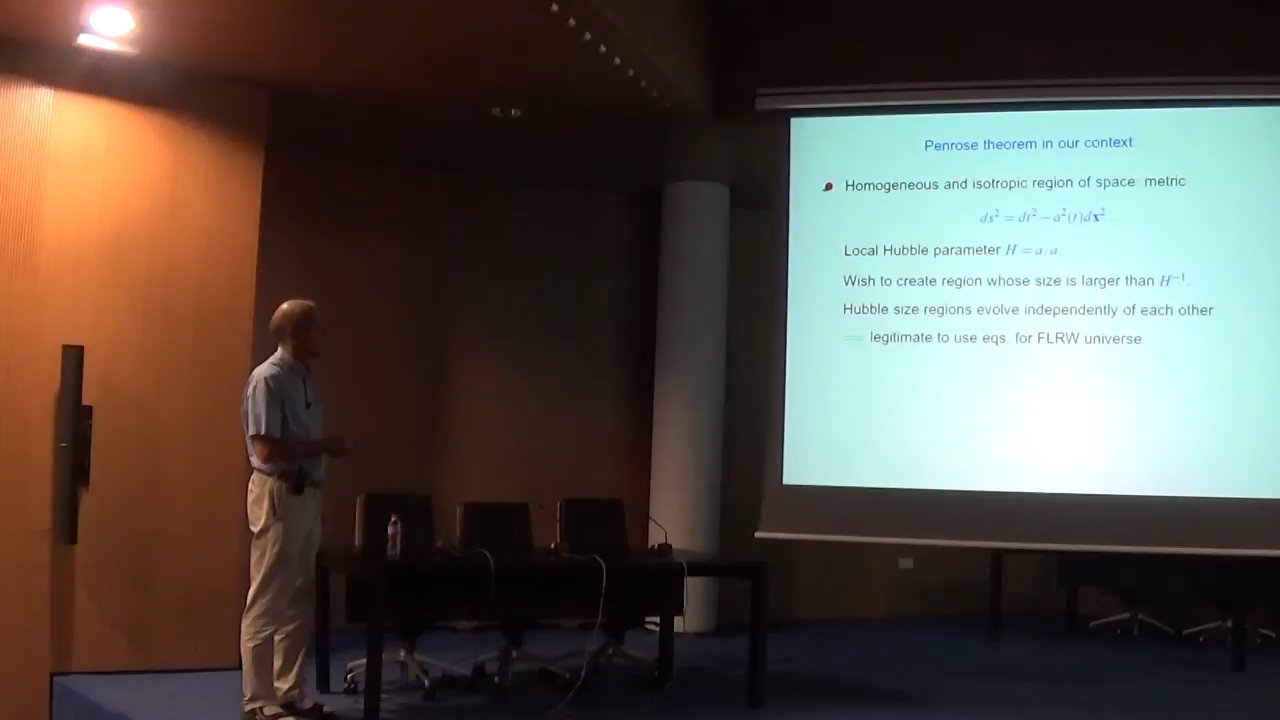 Penrose theorem in our context
Homogeneous and isotropic region of space metric
ds² = dt² − a²(t)dx² .
Local Hubble parameter H = a/a.
Wish to create region whose size is larger than H⁻¹.
Hubble size regions evolve independently of each other
⟹ legitimate to use eqs. for FLRW universe